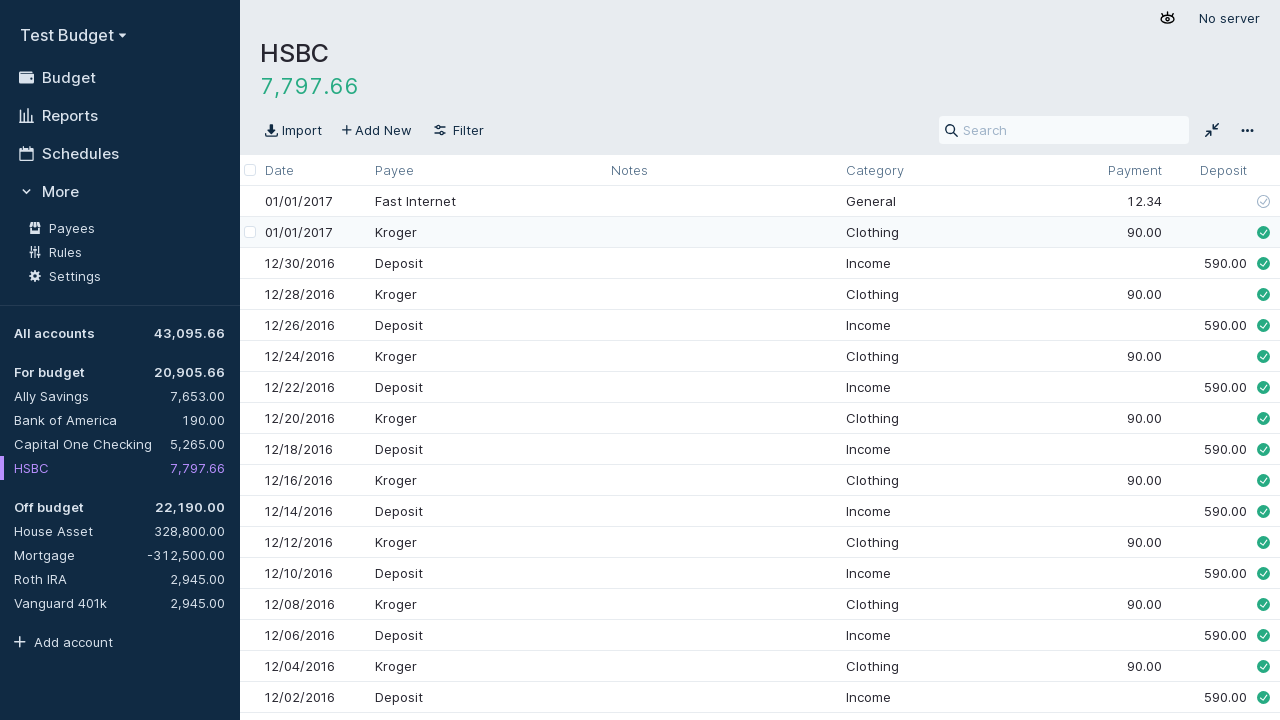 Test Budget
Budget
Reports
Schedules
More
Payees
Rules
Settings
All accounts 43,095.66
For budget 20,905.66
Ally Savings 7,653.00
Bank of America 190.00
Capital One Checking 5,265.00
HSBC 7,797.66
Off budget 22,190.00
House Asset 328,800.00
Mortgage -312,500.00
Roth IRA 2,945.00
Vanguard 401k 2,945.00
Add account
No server
HSBC
7,797.66
Import Add New Filter Search
Date Payee Notes Category Payment Deposit
01/01/2017 Fast Internet General 12.34
01/01/2017 Kroger Clothing 90.00
12/30/2016 Deposit Income 590.00
12/28/2016 Kroger Clothing 90.00
12/26/2016 Deposit Income 590.00
12/24/2016 Kroger Clothing 90.00
12/22/2016 Deposit Income 590.00
12/20/2016 Kroger Clothing 90.00
12/18/2016 Deposit Income 590.00
12/16/2016 Kroger Clothing 90.00
12/14/2016 Deposit Income 590.00
12/12/2016 Kroger Clothing 90.00
12/10/2016 Deposit Income 590.00
12/08/2016 Kroger Clothing 90.00
12/06/2016 Deposit Income 590.00
12/04/2016 Kroger Clothing 90.00
12/02/2016 Deposit Income 590.00